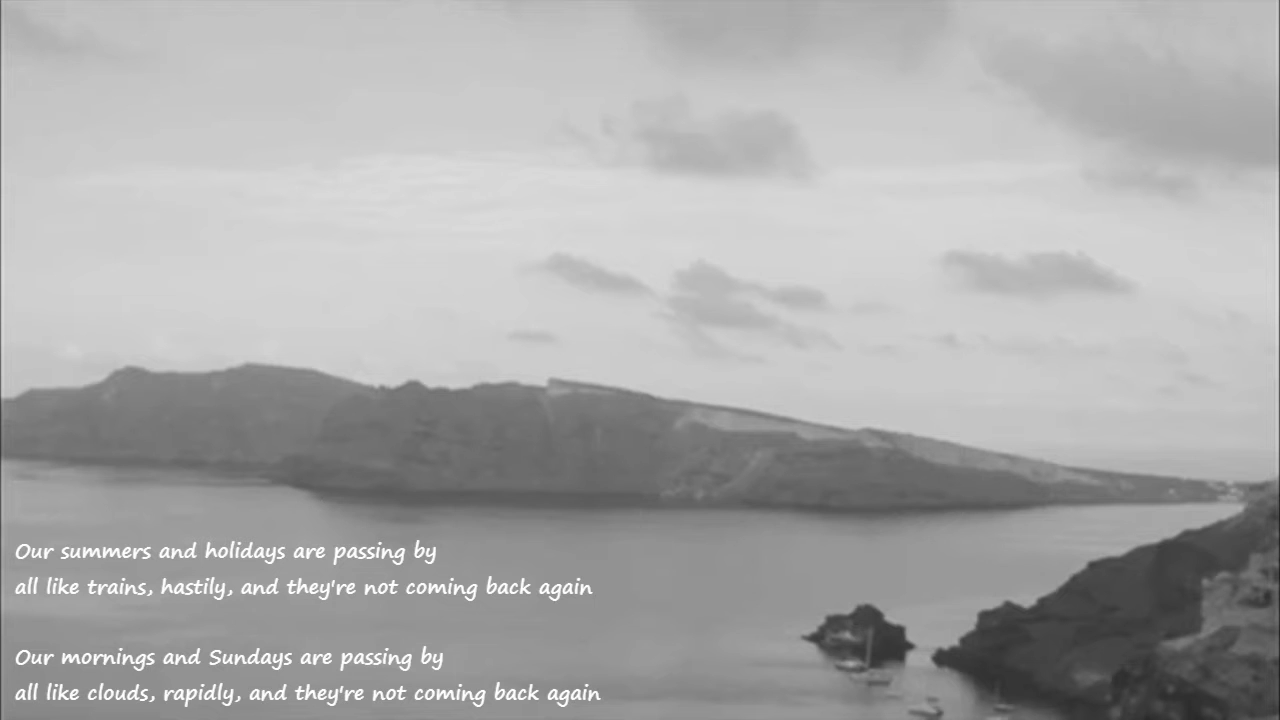 Our summers and holidays are passing by
all like trains, hastily, and they're not coming back again
Our mornings and Sundays are passing by
all like clouds, rapidly, and they're not coming back again